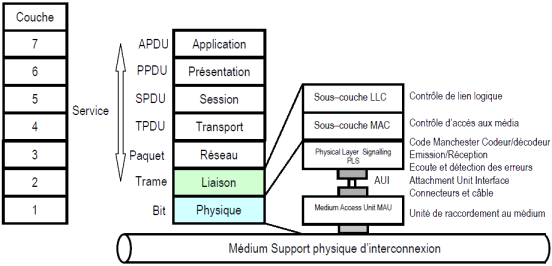 Couche
7
6
5
4
3
2
1
Service
APDU
PPDU
SPDU
TPDU
Paquet
Trame
Bit
Application
Présentation
Session
Transport
Réseau
Liaison
Physique
Sous–couche LLC
Sous–couche MAC
Physical Layer Signalling
PLS
AUI
Medium Access Unit MAU
Contrôle de lien logique
Contrôle d'accés aux média
Code Manchester Codeur/décodeur
Emission/Réception
Ecoute et détection des erreurs
Attachment Unit Interface
Connecteurs et câble
Unité de raccordement au médium
Médium Support physique d'interconnexion